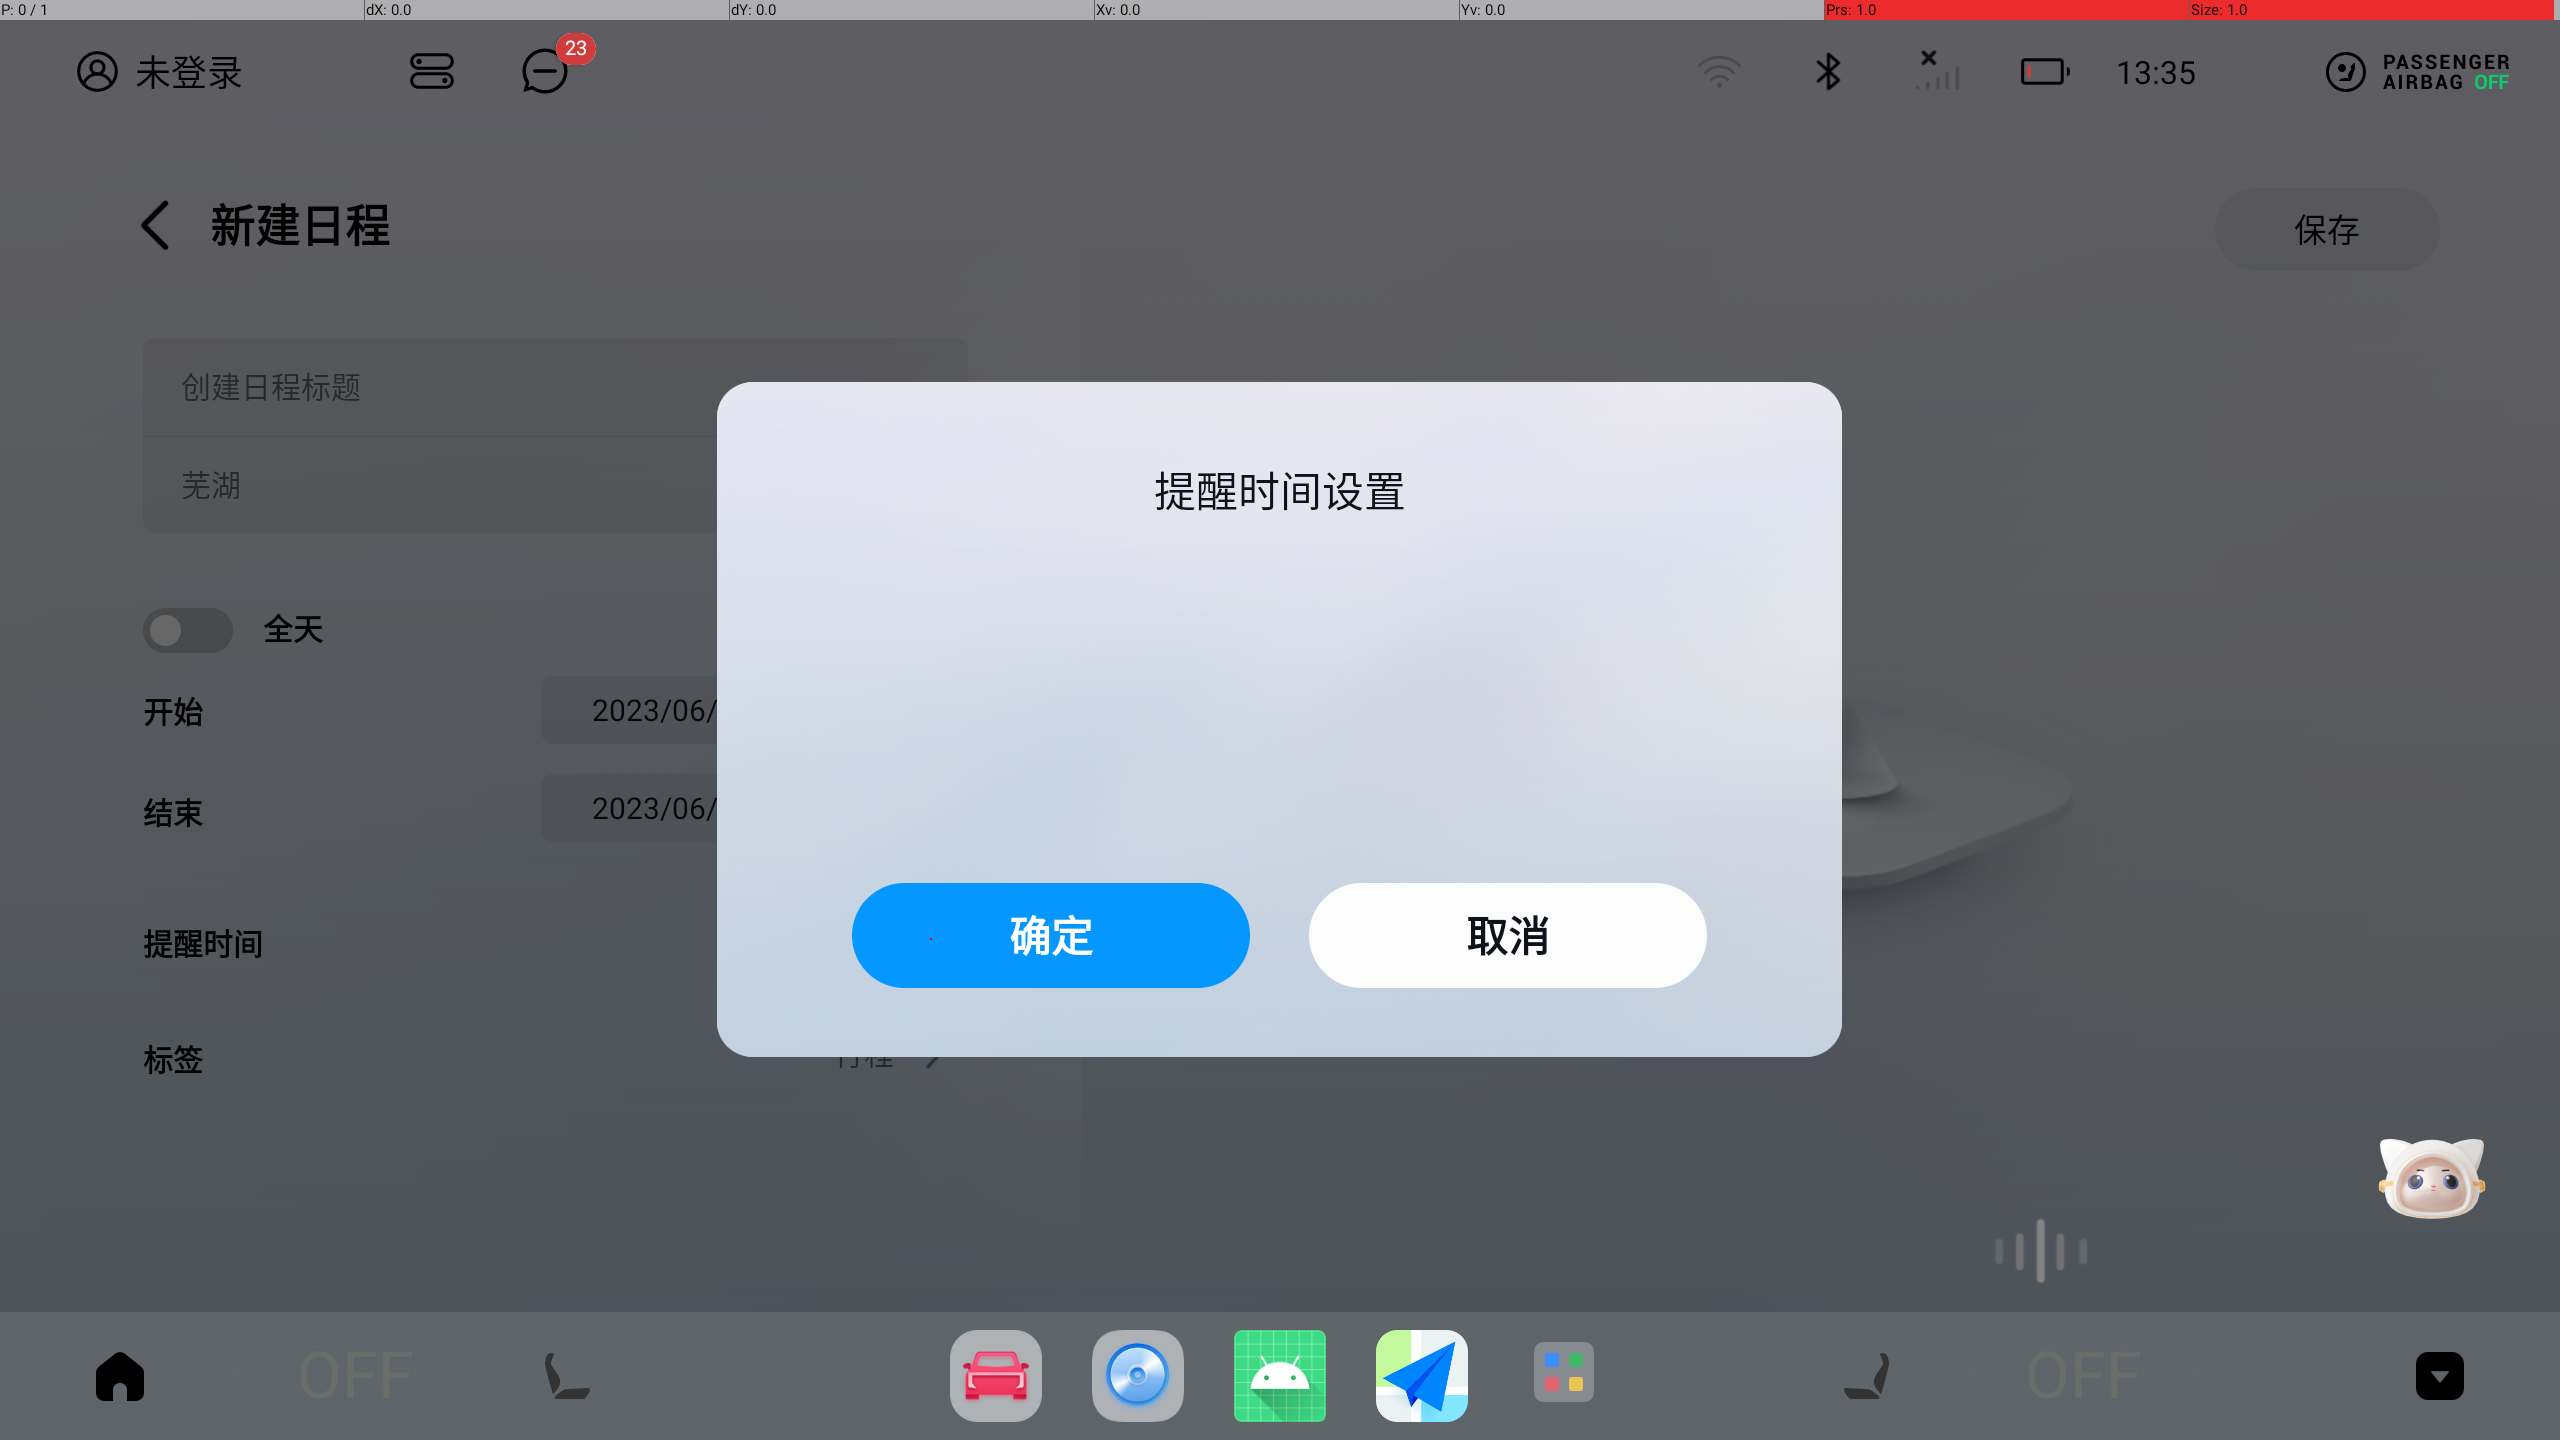 P: 0 / 1
dX: 0.0
dY: 0.0
Xv: 0.0
Yv: 0.0
Prs: 1.0
Size: 1.0
未登录
23
13:35
PASSENGER
AIRBAG OFF
新建日程
保存
创建日程标题
芜湖
提醒时间设置
全天
开始
2023/06/
结束
2023/06/
提醒时间
确定
取消
标签
行程
OFF
OFF